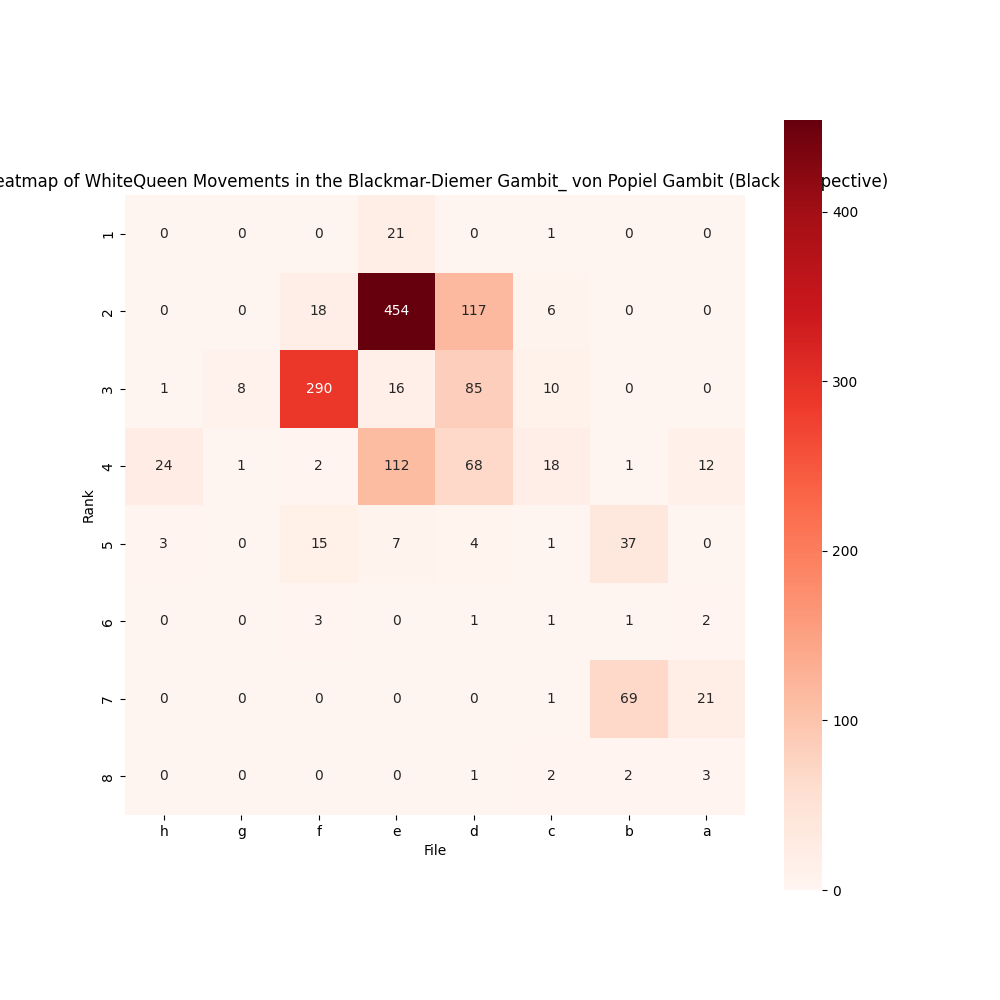 eatmap of WhiteQueen Movements in the Blackmar-Diemer Gambit_ von Popiel Gambit (Black pective)
1 0 0 0 21 0 1 0 0
2 0 0 18 454 117 6 0 0
3 1 8 290 16 85 10 0 0
4 24 1 2 112 68 18 1 12
5 3 0 15 7 4 1 37 0
6 0 0 3 0 1 1 1 2
7 0 0 0 0 0 1 69 21
8 0 0 0 0 1 2 2 3
h g f e d c b a
File
Rank
400
300
200
100
0